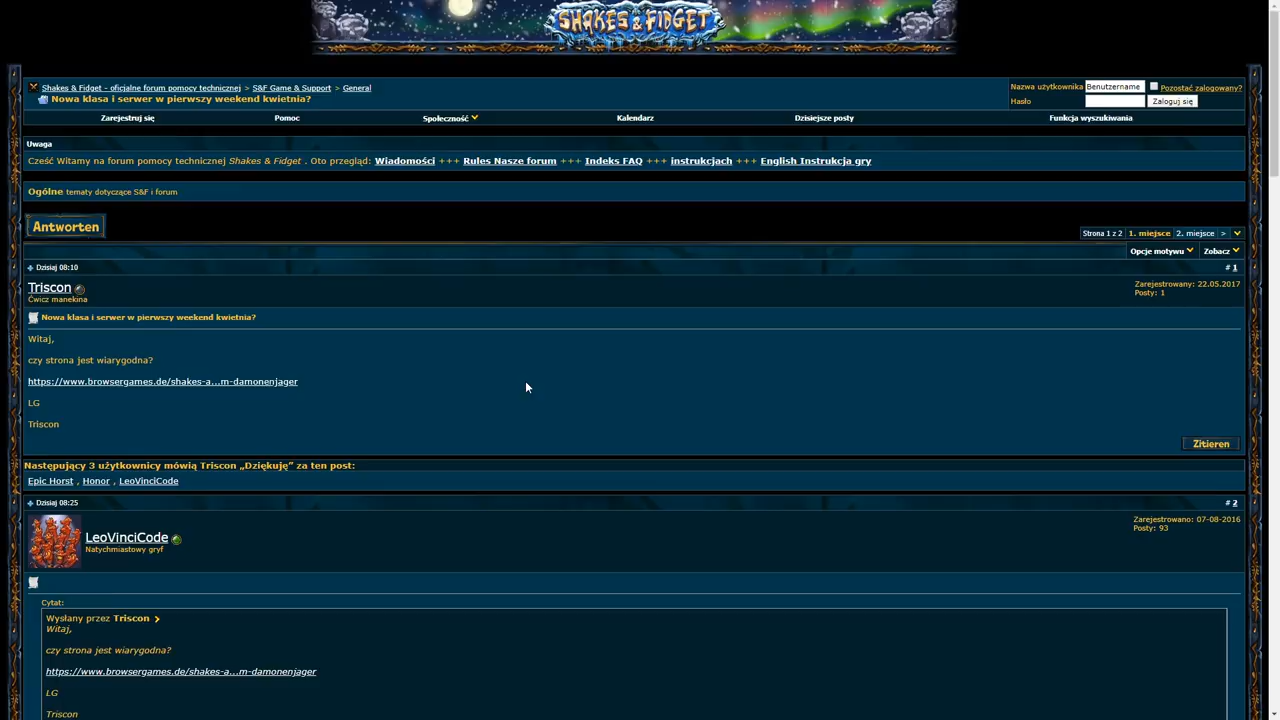 SHAKES & FIDGET
Shakes & Fidget - oficjalne forum pomocy technicznej > S&F Game & Support > General
Nowa klasa i serwer w pierwszy weekend kwietnia?
Nazwa użytkownika Benutzername Pozostać zalogowany?
Hasło Zaloguj się
Zarejestruj się Pomoc Społeczność Kalendarz Dzisiejsze posty Funkcja wyszukiwania
Uwaga
Cześć Witamy na forum pomocy technicznej Shakes & Fidget . Oto przegląd: Wiadomości +++ Rules Nasze forum +++ Indeks FAQ +++ instrukcjach +++ English Instrukcja gry
Ogólne tematy dotyczące S&F i forum
Antworten
Strona 1 z 2 1. miejsce 2. miejsce >
Opcje motywu Zobacz
Dzisiaj 08:10 # 1
Triscon
Ćwicz manekina
Zarejestrowany: 22.05.2017
Posty: 1
Nowa klasa i serwer w pierwszy weekend kwietnia?
Witaj,
czy strona jest wiarygodna?
https://www.browsergames.de/shakes-a...m-damonenjager
LG
Triscon
Zitieren
Następujący 3 użytkownicy mówią Triscon „Dziękuję” za ten post:
Epic Horst , Honor , LeoVinciCode
Dzisiaj 08:25 # 2
LeoVinciCode
Natychmiastowy gryf
Zarejestrowano: 07-08-2016
Posty: 93
Cytat:
Wysłany przez Triscon
Witaj,
czy strona jest wiarygodna?
https://www.browsergames.de/shakes-a...m-damonenjager
LG
Triscon